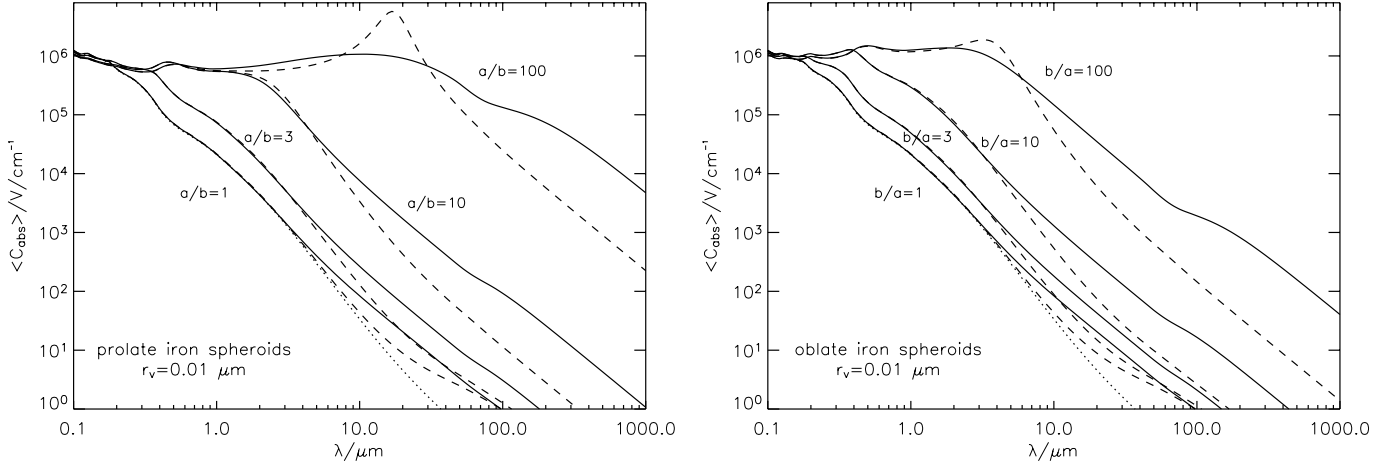 <C_abs>/V/cm⁻¹
10⁶
10⁵
10⁴
10³
10²
10¹
10⁰
a/b=100
a/b=3
a/b=1
a/b=10
prolate iron spheroids
r_v=0.01 μm
0.1
1.0
10.0
100.0
1000.0
λ/μm
<C_abs>/V/cm⁻¹
10⁶
10⁵
10⁴
10³
10²
10¹
10⁰
b/a=100
b/a=3
b/a=10
b/a=1
oblate iron spheroids
r_v=0.01 μm
0.1
1.0
10.0
100.0
1000.0
λ/μm